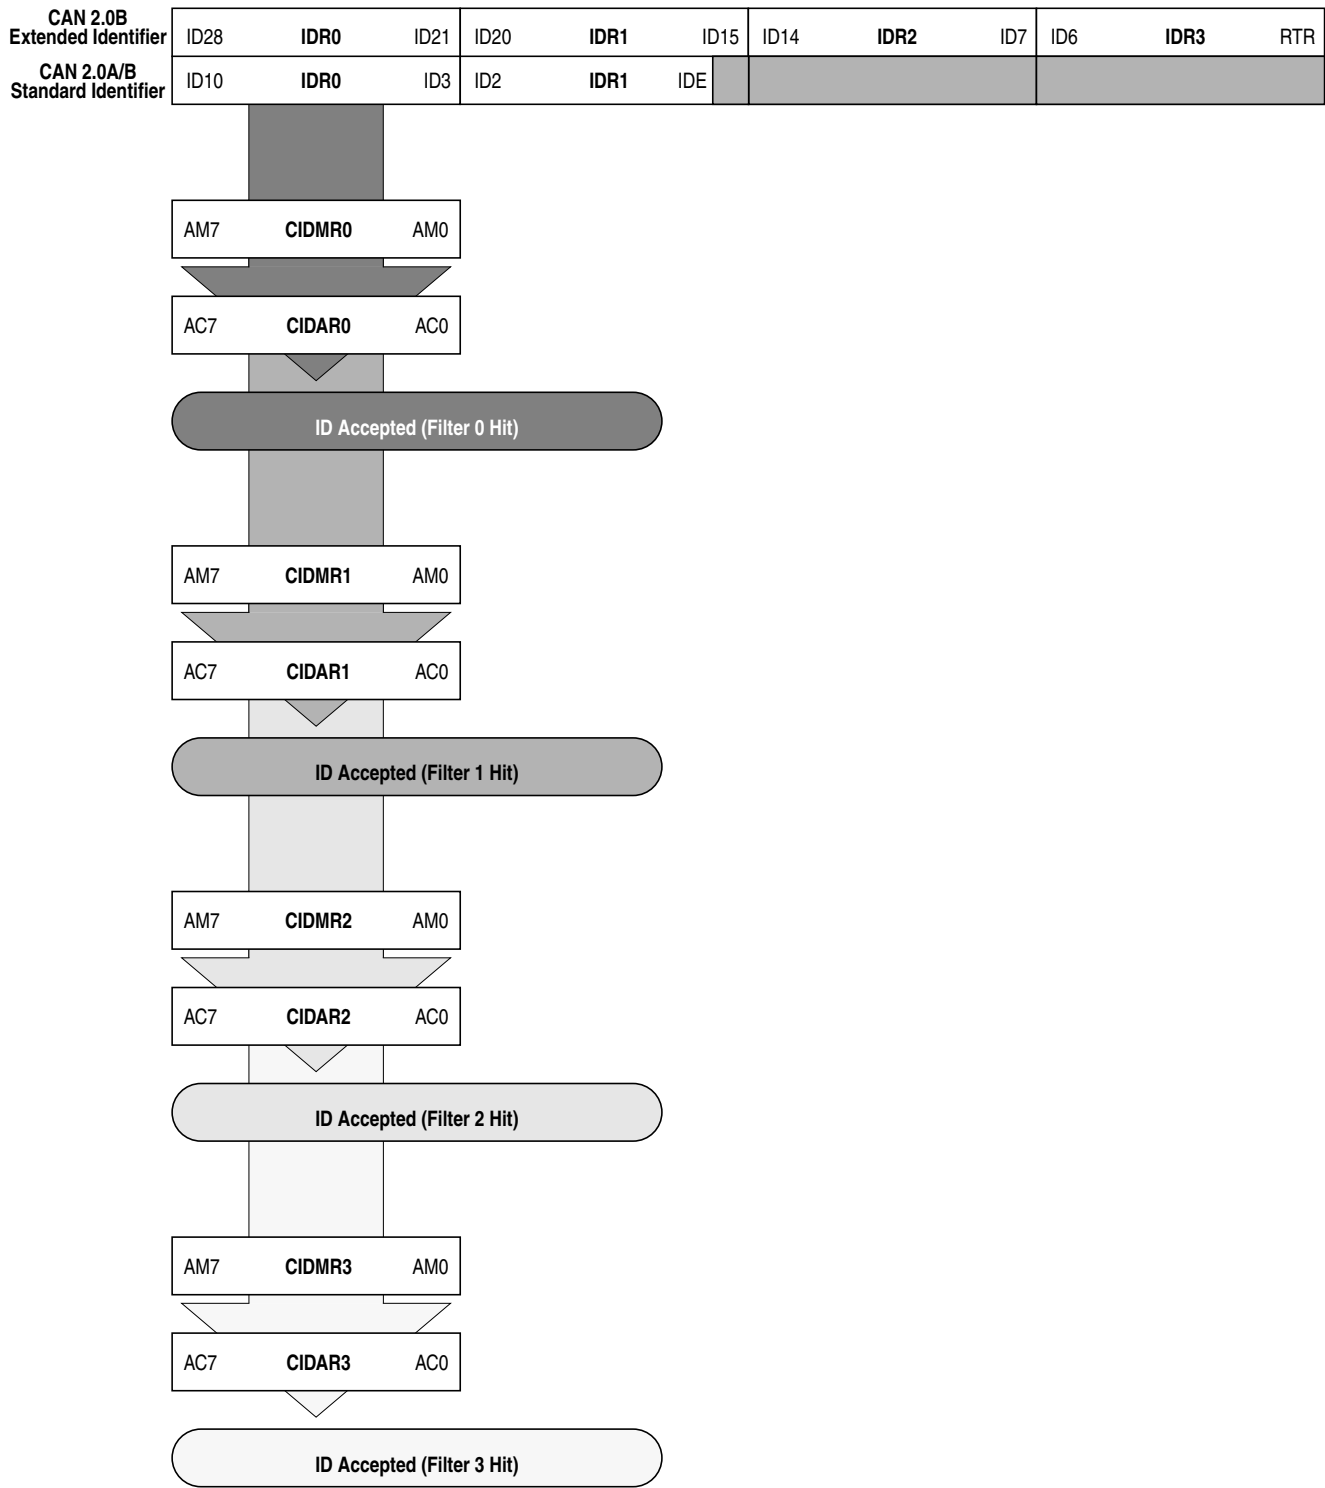 CAN 2.0B
Extended Identifier
ID28 IDR0 ID21 ID20 IDR1 ID15 ID14 IDR2 ID7 ID6 IDR3 RTR
CAN 2.0A/B
Standard Identifier
ID10 IDR0 ID3 ID2 IDR1 IDE
AM7 CIDMR0 AM0
AC7 CIDAR0 AC0
ID Accepted (Filter 0 Hit)
AM7 CIDMR1 AM0
AC7 CIDAR1 AC0
ID Accepted (Filter 1 Hit)
AM7 CIDMR2 AM0
AC7 CIDAR2 AC0
ID Accepted (Filter 2 Hit)
AM7 CIDMR3 AM0
AC7 CIDAR3 AC0
ID Accepted (Filter 3 Hit)